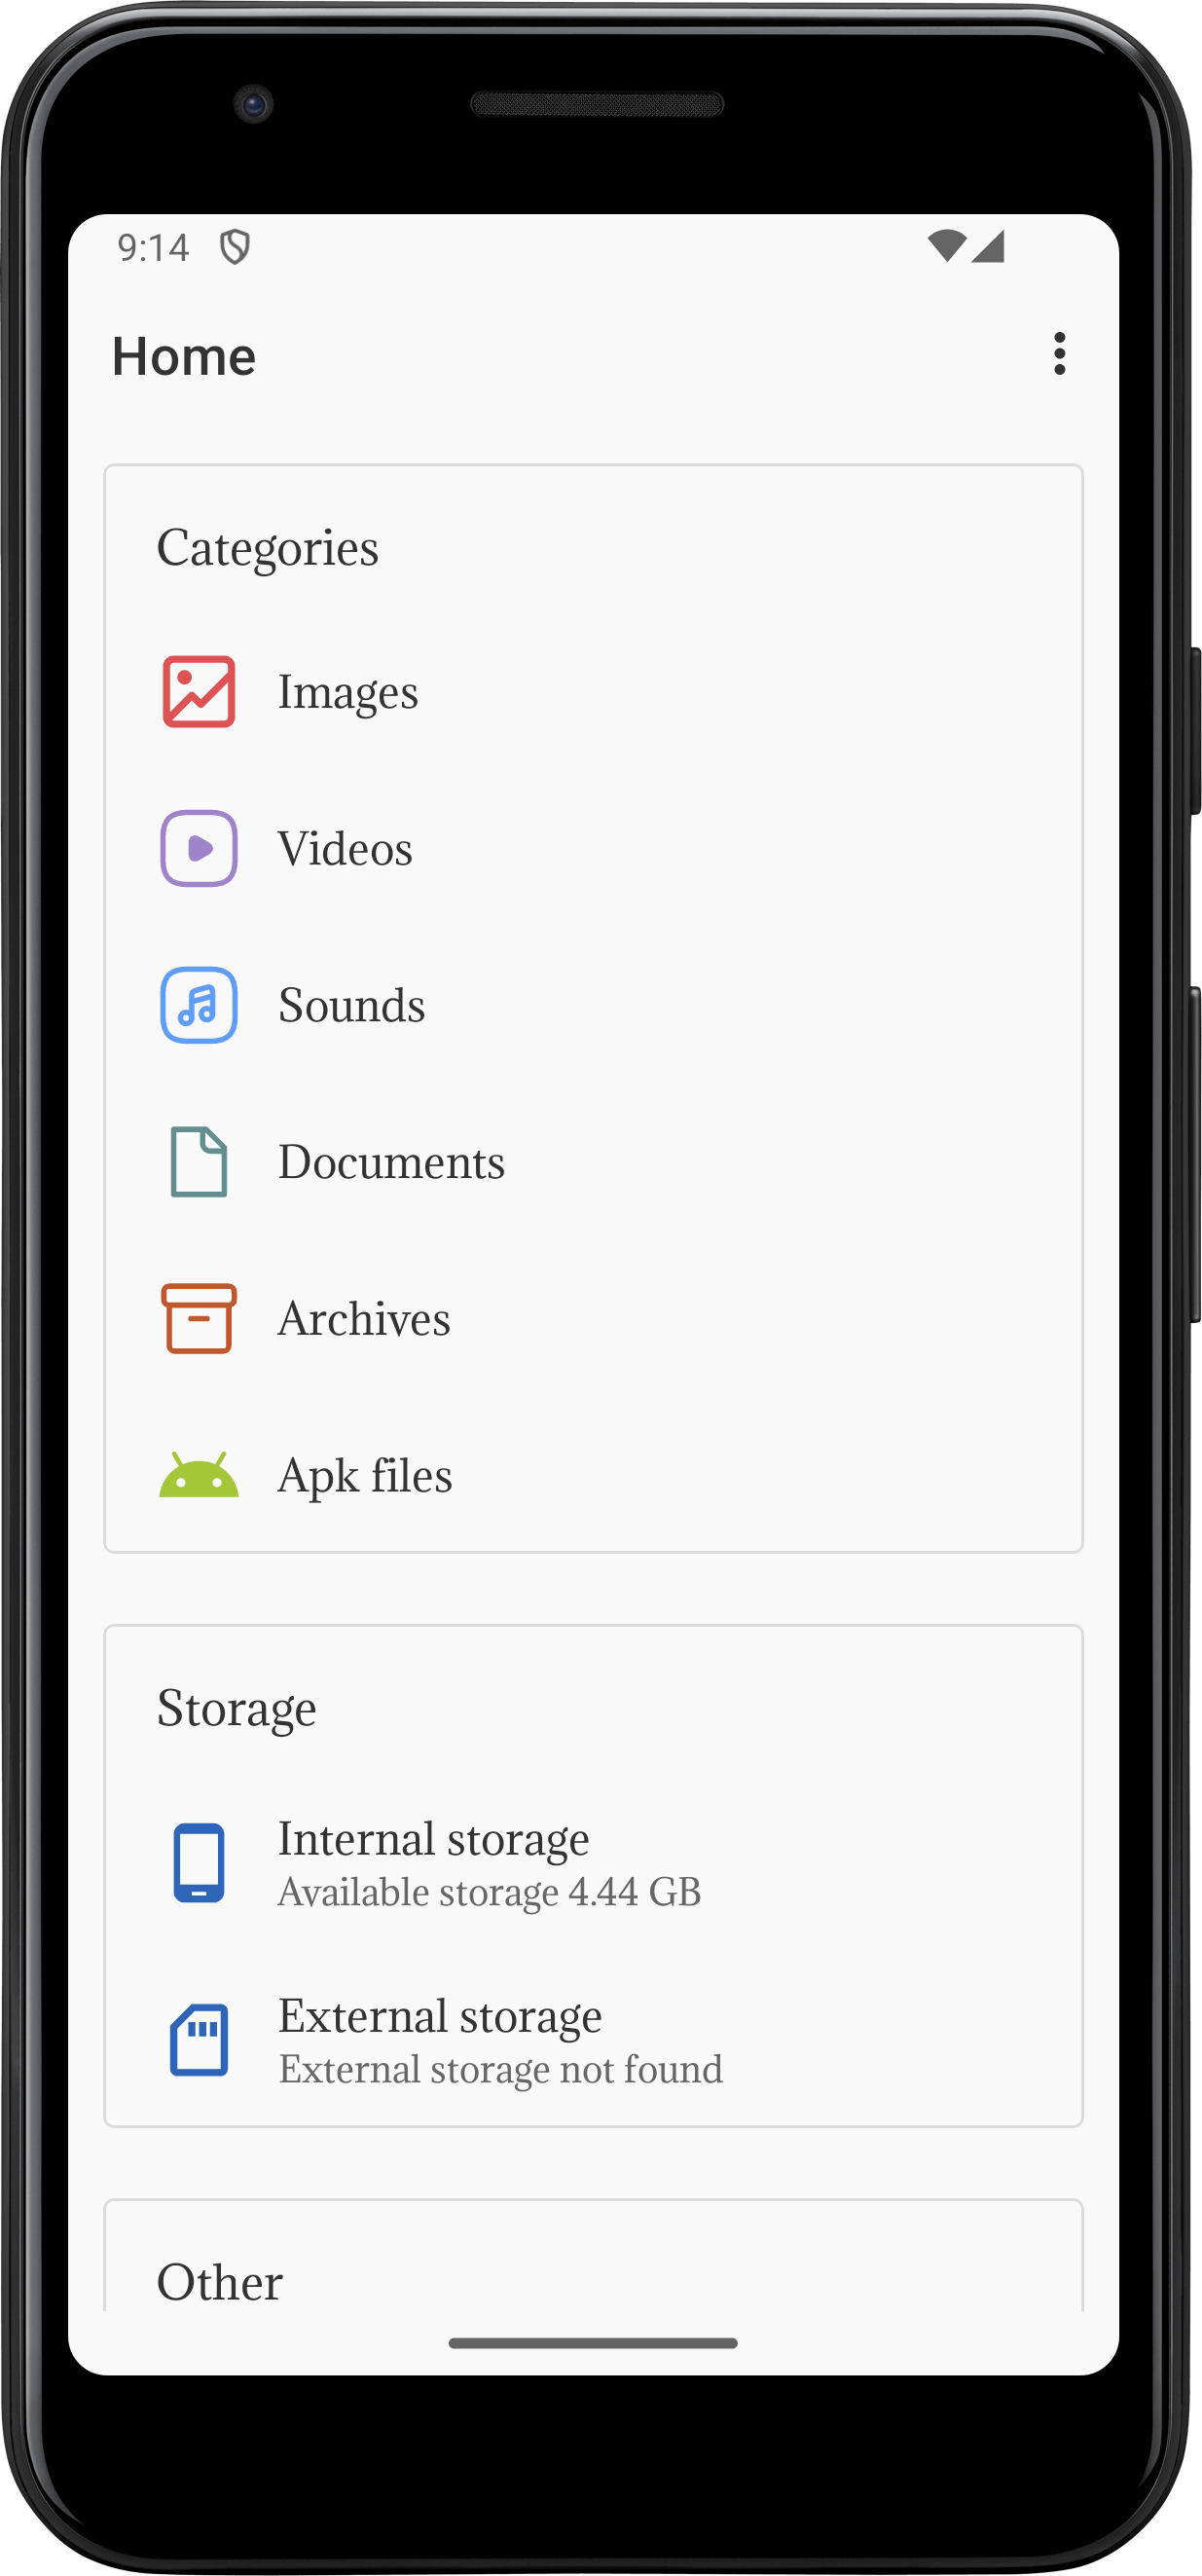 9:14
Home
Categories
Images
Videos
Sounds
Documents
Archives
Apk files
Storage
Internal storage
Available storage 4.44 GB
External storage
External storage not found
Other